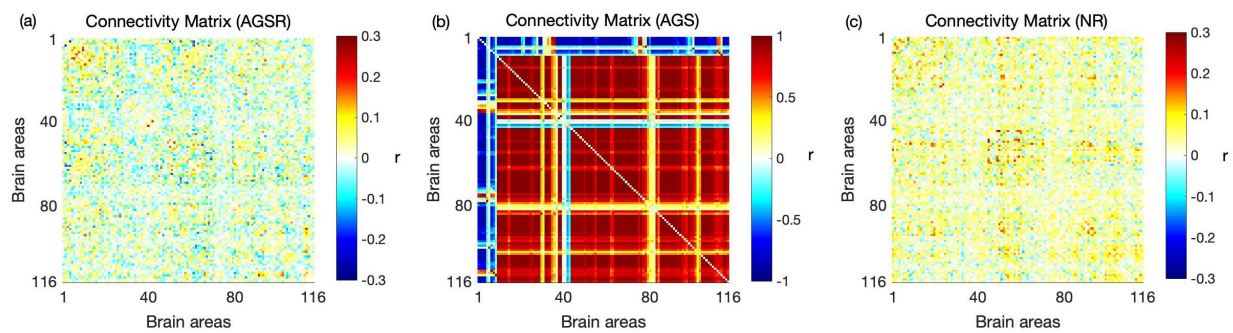 (a) Connectivity Matrix (AGSR)
1
40
80
116
Brain areas
1 40 80 116
Brain areas
0.3
0.2
0.1
0
-0.1
-0.2
-0.3
r
(b) Connectivity Matrix (AGS)
1
40
80
116
Brain areas
1 40 80 116
Brain areas
1
0.5
0
-0.5
-1
r
(c) Connectivity Matrix (NR)
1
40
80
116
Brain areas
1 40 80 116
Brain areas
0.3
0.2
0.1
0
-0.1
-0.2
-0.3
r